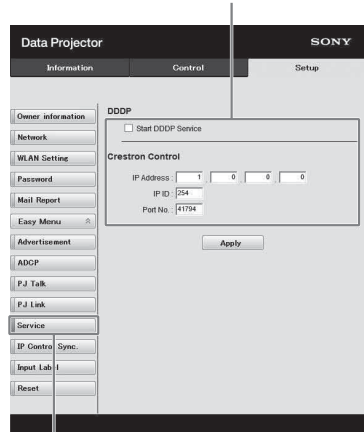 Data Projector
SONY
Information Control Setup
Owner information
Network
WLAN Setting
Password
Mail Report
Easy Menu
Advertisement
ADCP
PJ Talk
PJ Link
Service
IP Control Sync.
Input Label
Reset
DDDP
Start DDDP Service
Crestron Control
IP Address : 1 . 0 . 0 . 0
IP ID : 254
Port No. : 41794
Apply